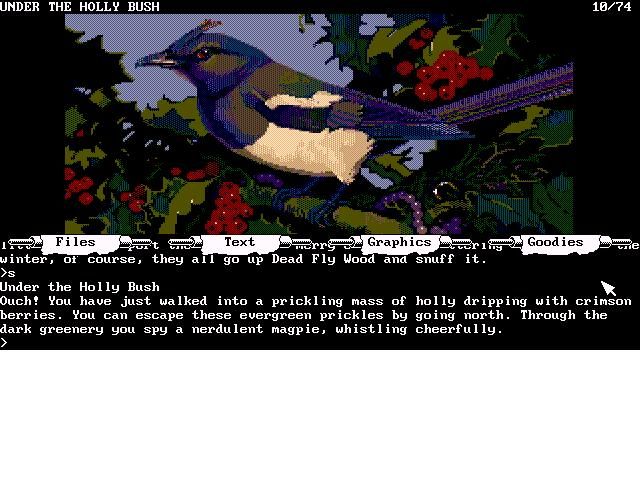 UNDER THE HOLLY BUSH 10/74
Files Text Graphics Goodies
the
winter, of course, they all go up Dead Fly Wood and snuff it.
>s
Under the Holly Bush
Ouch! You have just walked into a prickling mass of holly dripping with crimson
berries. You can escape these evergreen prickles by going north. Through the
dark greenery you spy a nerdulent magpie, whistling cheerfully.
>